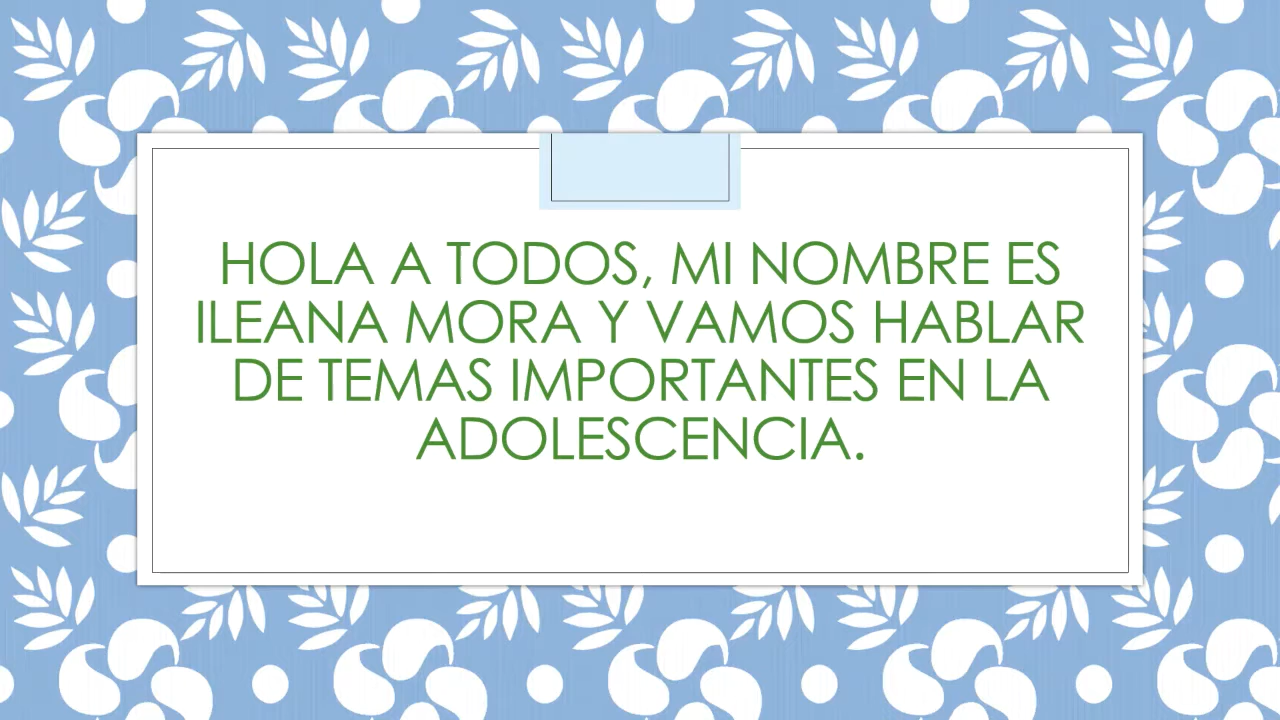 HOLA A TODOS, MI NOMBRE ES
ILEANA MORA Y VAMOS HABLAR
DE TEMAS IMPORTANTES EN LA
ADOLESCENCIA.